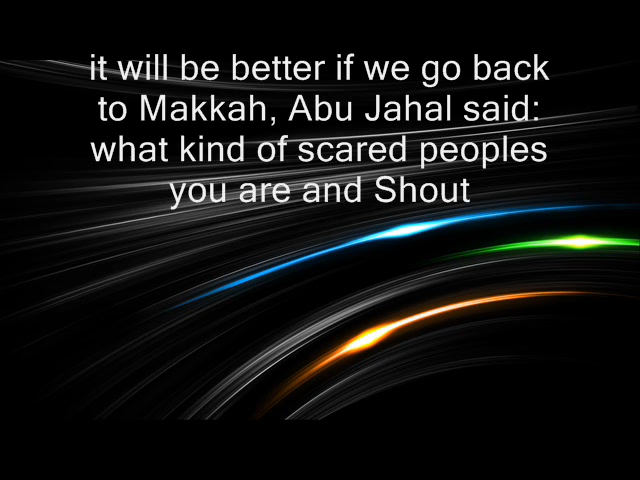 it will be better if we go back
to Makkah, Abu Jahal said:
what kind of scared peoples
you are and Shout